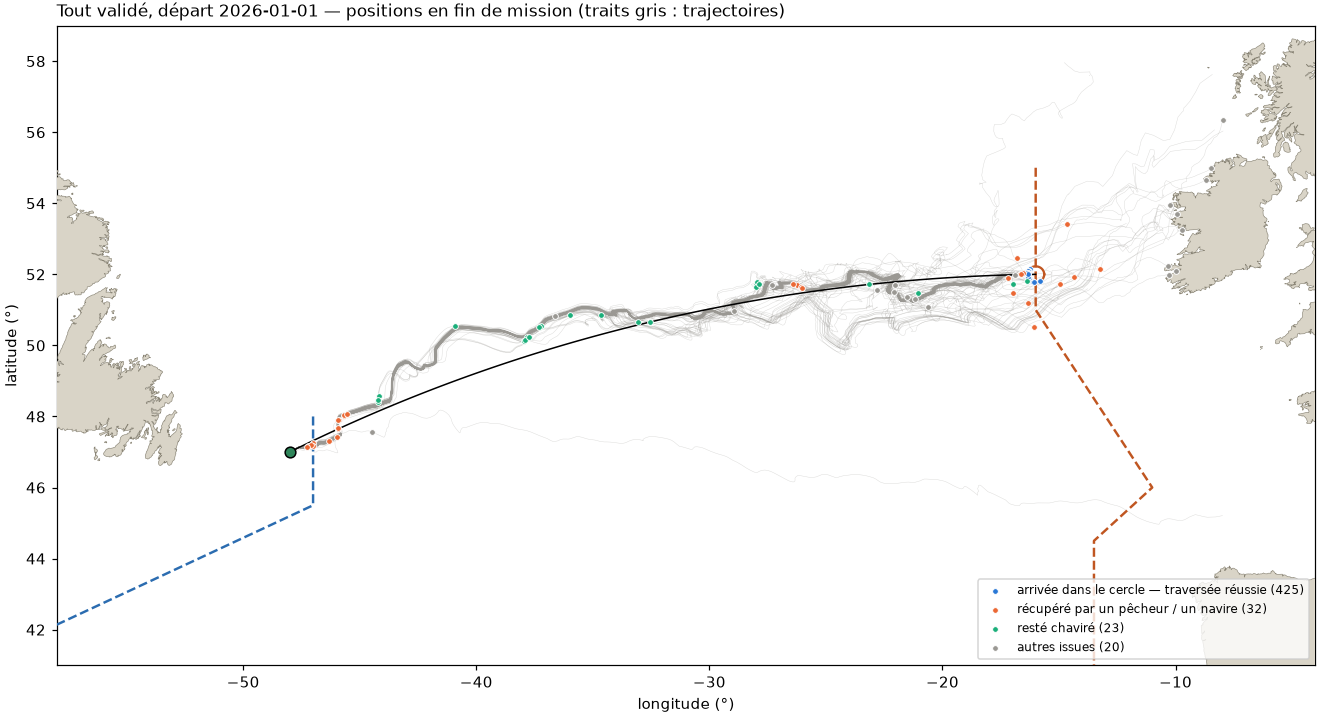 Tout validé, départ 2026-01-01 — positions en fin de mission (traits gris : trajectoires)
58
56
54
52
50
48
46
44
42
latitude (°)
−50
−40
−30
−20
−10
longitude (°)
arrivée dans le cercle — traversée réussie (425)
récupéré par un pêcheur / un navire (32)
resté chaviré (23)
autres issues (20)